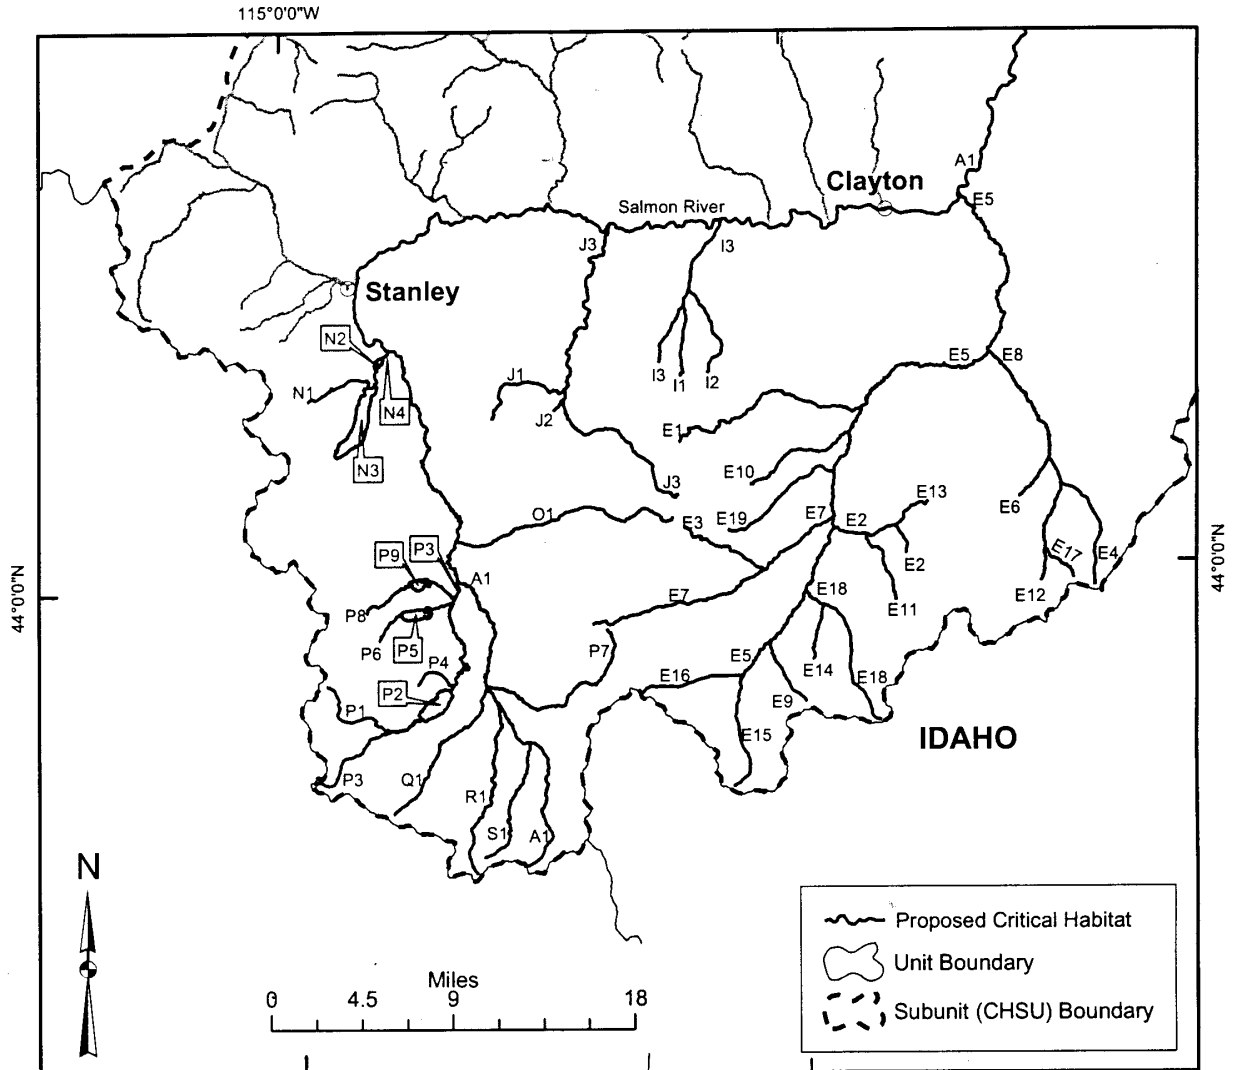 115°0'0"W
A1
Clayton
E5
Salmon River
J3
I3
Stanley
N2
E5
E8
J1
I3
I1
I2
N1
N4
J2
E1
N3
E10
J3
E13
E6
O1
E3
E19
E7
E2
44°0'0"N
P3
P9
A1
E2
E17
E4
44°0'0"N
E7
E18
E12
P8
E11
P6
P5
P7
E5
P4
E14
E16
E18
P2
P1
E9
E15
IDAHO
P3
Q1
R1
S1
A1
N
Proposed Critical Habitat
Unit Boundary
Subunit (CHSU) Boundary
Miles
0 4.5 9 18